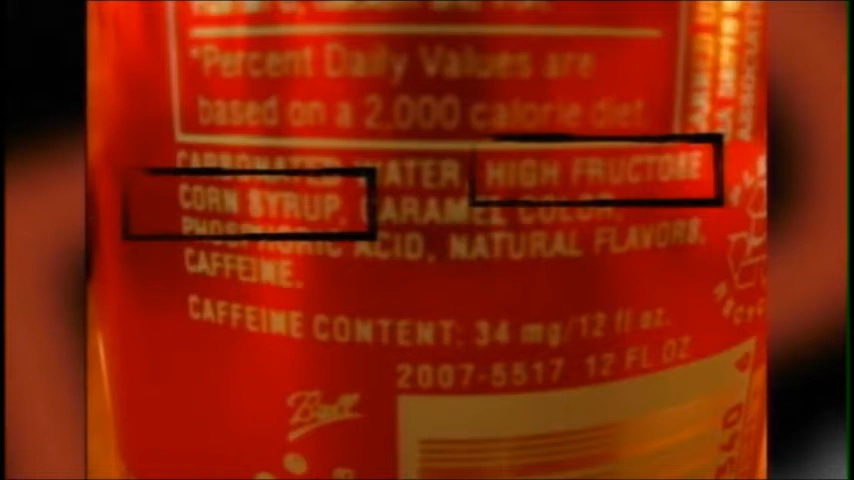 *Percent Daily Values are
based on a 2,000 calorie diet.
CARBONATED WATER, HIGH FRUCTOSE
CORN SYRUP, CARAMEL COLOR,
PHOSPHORIC ACID, NATURAL FLAVORS,
CAFFEINE.
CAFFEINE CONTENT: 34 mg/12 fl oz.
2007-5517 12 FL OZ
Ball